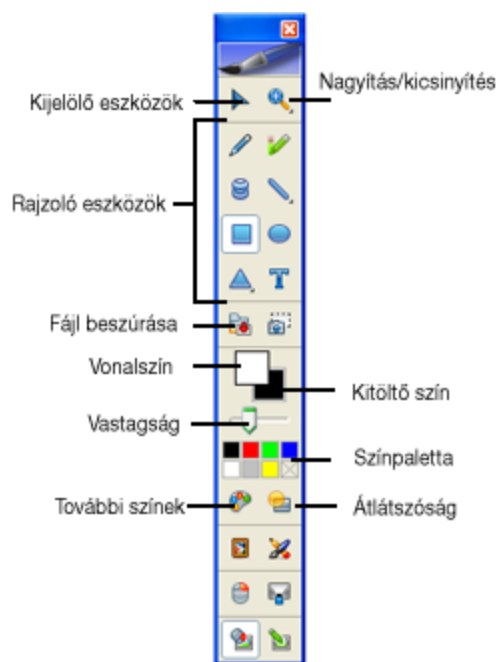 Nagyítás/kicsinyítés
Kijelölő eszközök
Rajzoló eszközök
Fájl beszúrása
Vonalszín
Kitöltő szín
Vastagság
Színpaletta
További színek
Átlátszóság